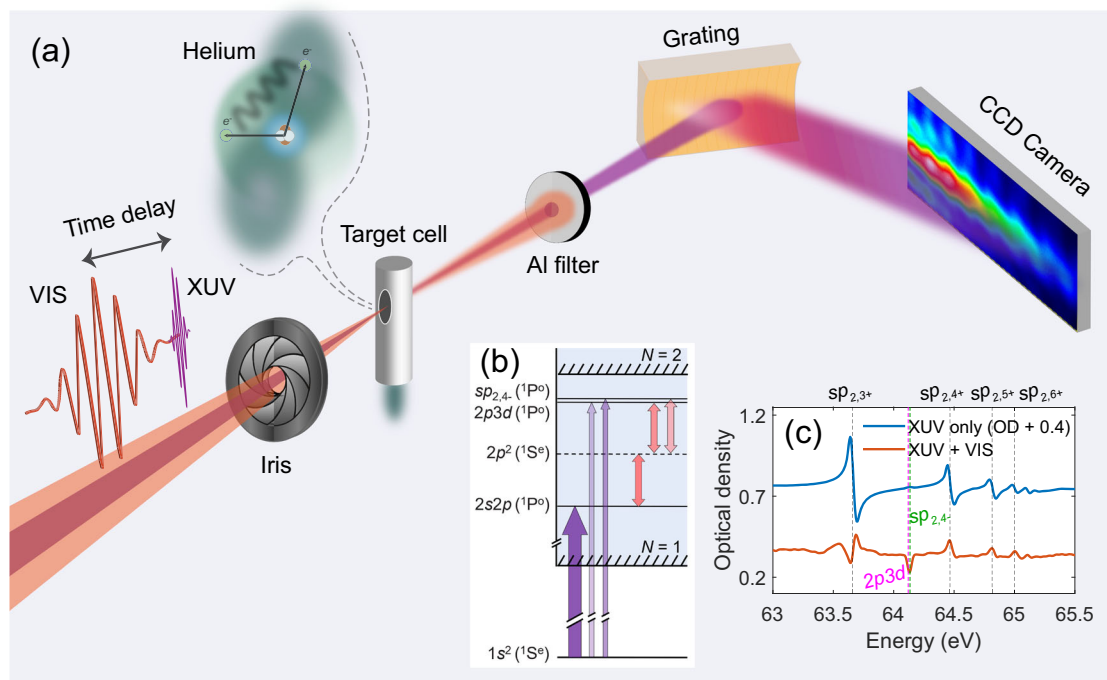 (a)
Helium
e⁻
e⁻
Grating
CCD Camera
Time delay
VIS
XUV
Target cell
Al filter
Iris
(b)
N = 2
sp2,4- (¹Pᵒ)
2p3d (¹Pᵒ)
2p² (¹Sᵉ)
2s2p (¹Pᵒ)
N = 1
1s² (¹Sᵉ)
sp2,3+ sp2,4+ sp2,5+ sp2,6+
(c)
XUV only (OD + 0.4)
XUV + VIS
1.2
0.7
0.2
Optical density
sp2,4-
2p3d
63 63.5 64 64.5 65 65.5
Energy (eV)